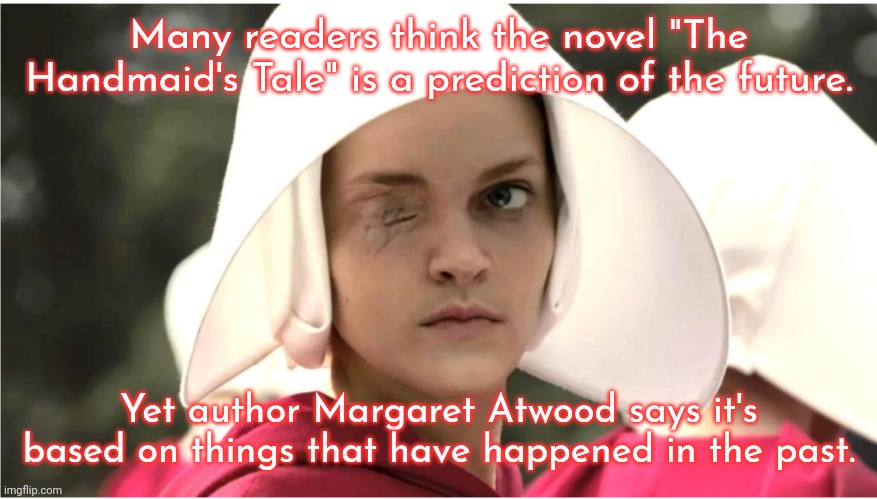 Many readers think the novel "The
Handmaid's Tale" is a prediction of the future.
Yet author Margaret Atwood says it's
based on things that have happened in the past.
imgflip.com